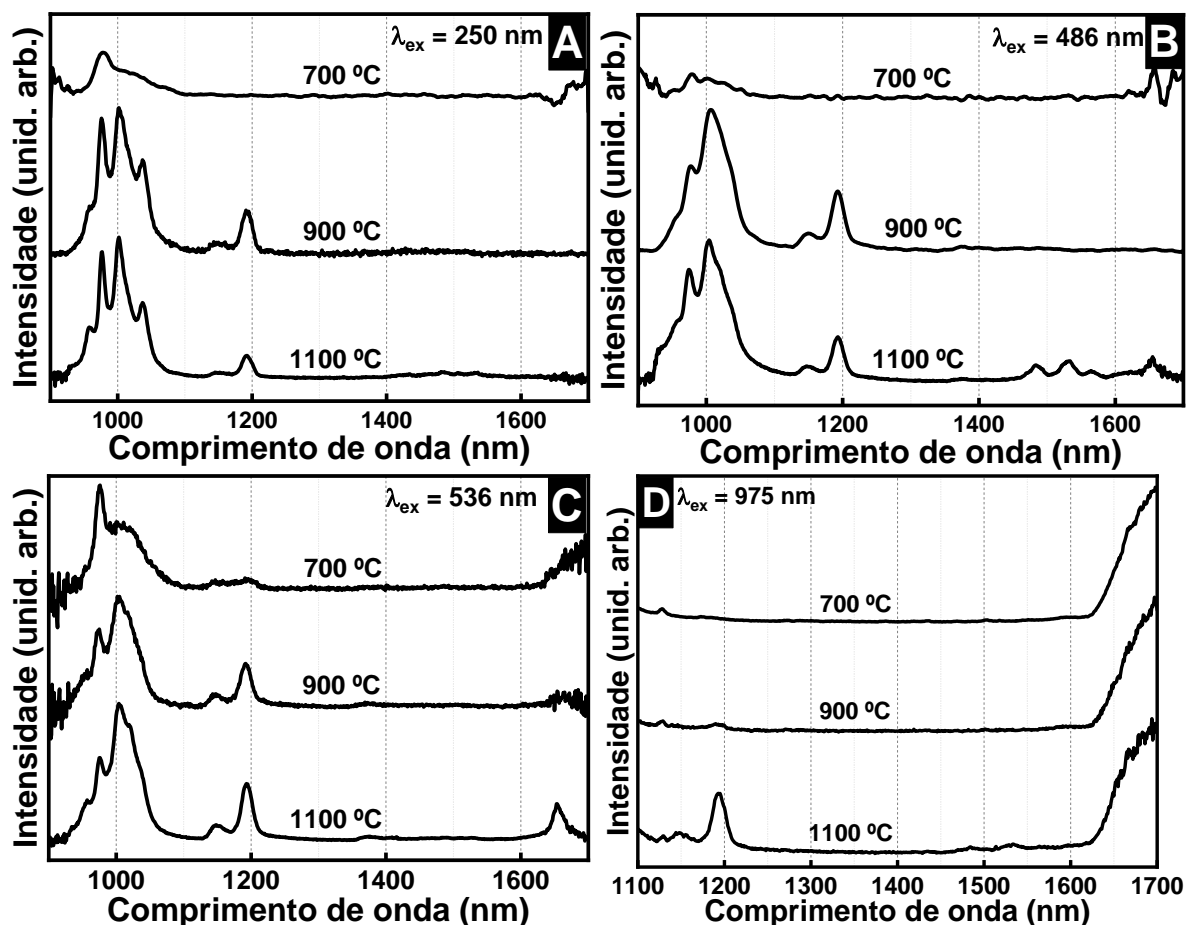 Intensidade (unid. arb.)
λex = 250 nm
A
700 ºC
900 ºC
1100 ºC
1000 1200 1400 1600
Comprimento de onda (nm)
Intensidade (unid. arb.)
λex = 486 nm
B
700 ºC
900 ºC
1100 ºC
1000 1200 1400 1600
Comprimento de onda (nm)
Intensidade (unid. arb.)
λex = 536 nm
C
700 ºC
900 ºC
1100 ºC
1000 1200 1400 1600
Comprimento de onda (nm)
Intensidade (unid. arb.)
D
λex = 975 nm
700 ºC
900 ºC
1100 ºC
1100 1200 1300 1400 1500 1600 1700
Comprimento de onda (nm)